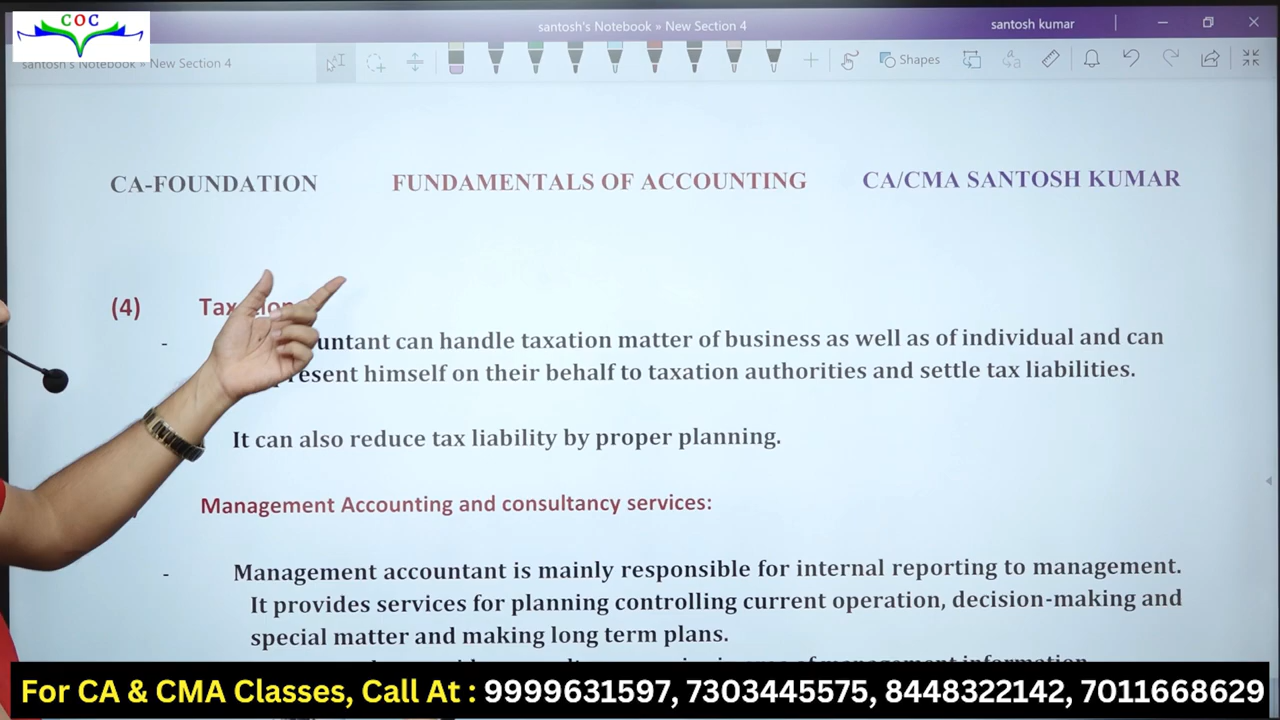 COC
santosh's Notebook » New Section 4
santosh kumar
santosh's Notebook » New Section 4
Shapes
CA-FOUNDATION FUNDAMENTALS OF ACCOUNTING CA/CMA SANTOSH KUMAR
(4)
- can handle taxation matter of business as well as of individual and can
himself on their behalf to taxation authorities and settle tax liabilities.
It can also reduce tax liability by proper planning.
Management Accounting and consultancy services:
- Management accountant is mainly responsible for internal reporting to management.
It provides services for planning controlling current operation, decision-making and
special matter and making long term plans.
For CA & CMA Classes, Call At : 9999631597, 7303445575, 8448322142, 7011668629